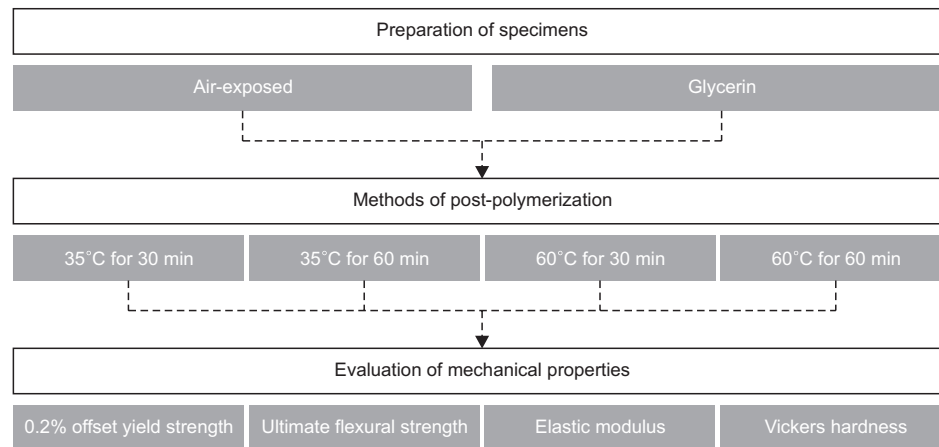 Preparation of specimens
Air-exposed
Glycerin
Methods of post-polymerization
35˚C for 30 min
35˚C for 60 min
60˚C for 30 min
60˚C for 60 min
Evaluation of mechanical properties
0.2% offset yield strength
Ultimate flexural strength
Elastic modulus
Vickers hardness